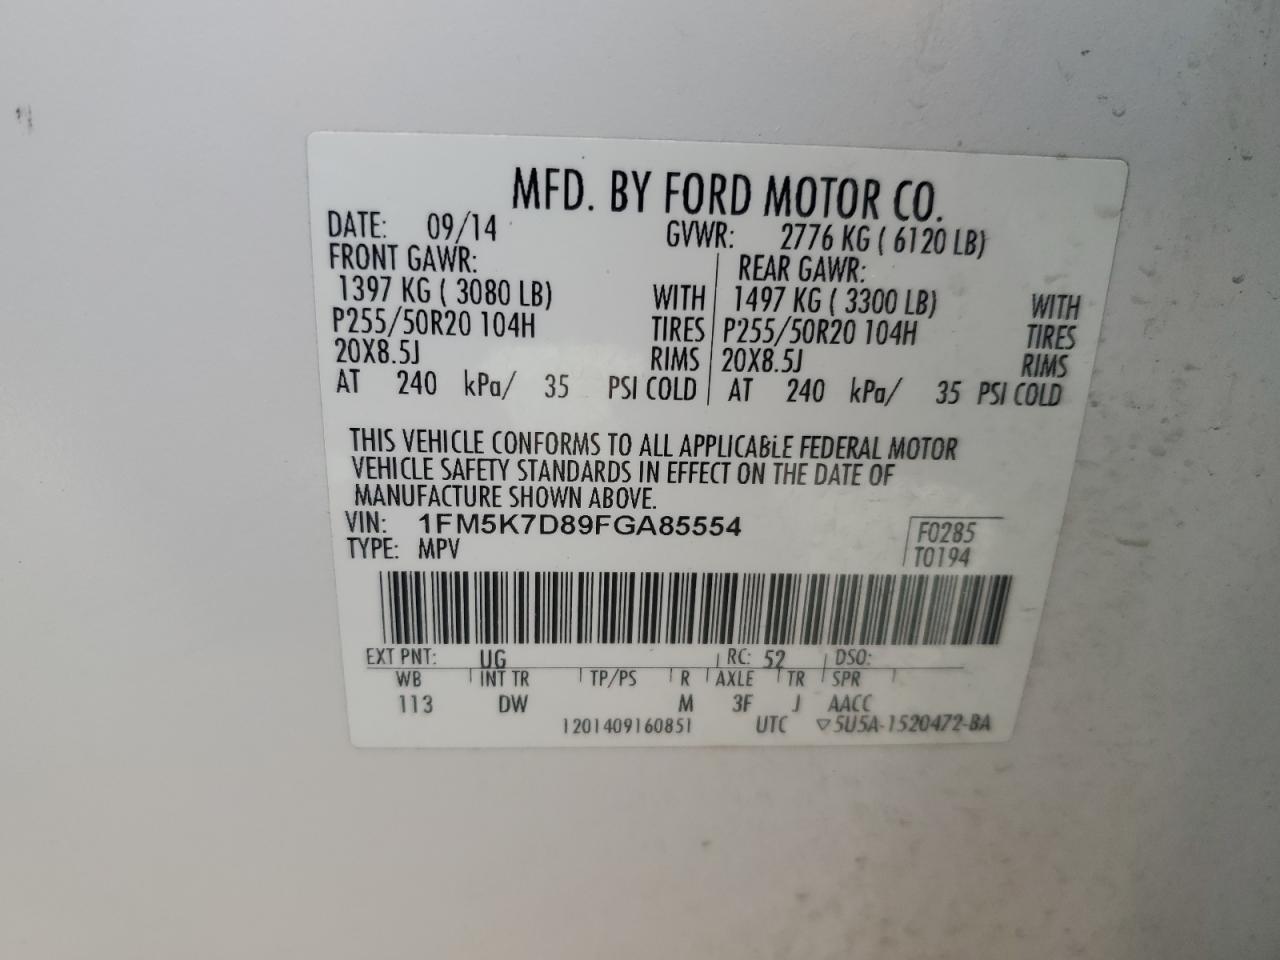 MFD. BY FORD MOTOR CO.
DATE: 09/14 GVWR: 2776 KG ( 6120 LB)
FRONT GAWR: REAR GAWR:
1397 KG ( 3080 LB) WITH 1497 KG ( 3300 LB) WITH
P255/50R20 104H TIRES P255/50R20 104H TIRES
20X8.5J RIMS 20X8.5J RIMS
AT 240 kPa/ 35 PSI COLD AT 240 kPa/ 35 PSI COLD
THIS VEHICLE CONFORMS TO ALL APPLICABLE FEDERAL MOTOR
VEHICLE SAFETY STANDARDS IN EFFECT ON THE DATE OF
MANUFACTURE SHOWN ABOVE.
VIN: 1FM5K7D89FGA85554 F0285
TYPE: MPV T0194
EXT PNT: UG RC: 52 DSO:
WB INT TR TP/PS R AXLE TR SPR
113 DW M 3F J AACC
1201409160851 UTC ▽5U5A-1520472-BA